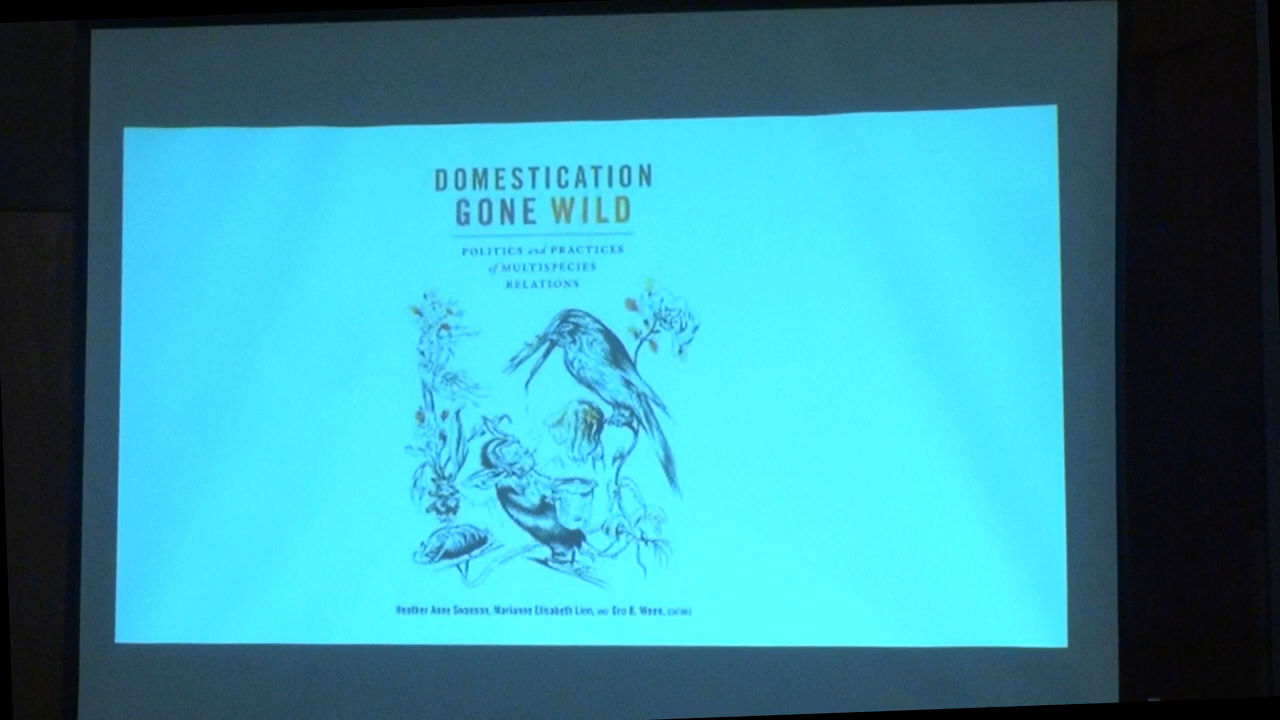 DOMESTICATION
GONE WILD
POLITICS and PRACTICES
of MULTISPECIES
RELATIONS
Heather Anne Swanson, Marianne Elisabeth Lien, AND Gro B. Ween, EDITORS